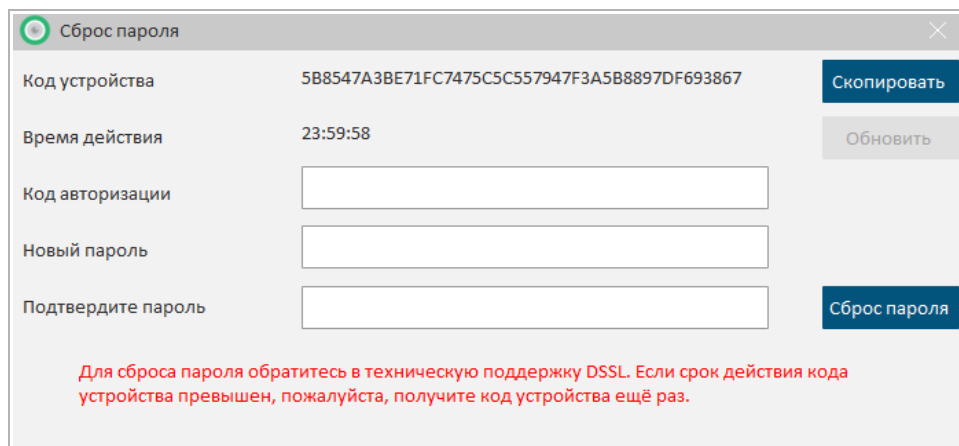 Сброс пароля
Код устройства 5B8547A3BE71FC7475C5C557947F3A5B8897DF693867 Скопировать
Время действия 23:59:58 Обновить
Код авторизации
Новый пароль
Подтвердите пароль Сброс пароля
Для сброса пароля обратитесь в техническую поддержку DSSL. Если срок действия кода
устройства превышен, пожалуйста, получите код устройства ещё раз.